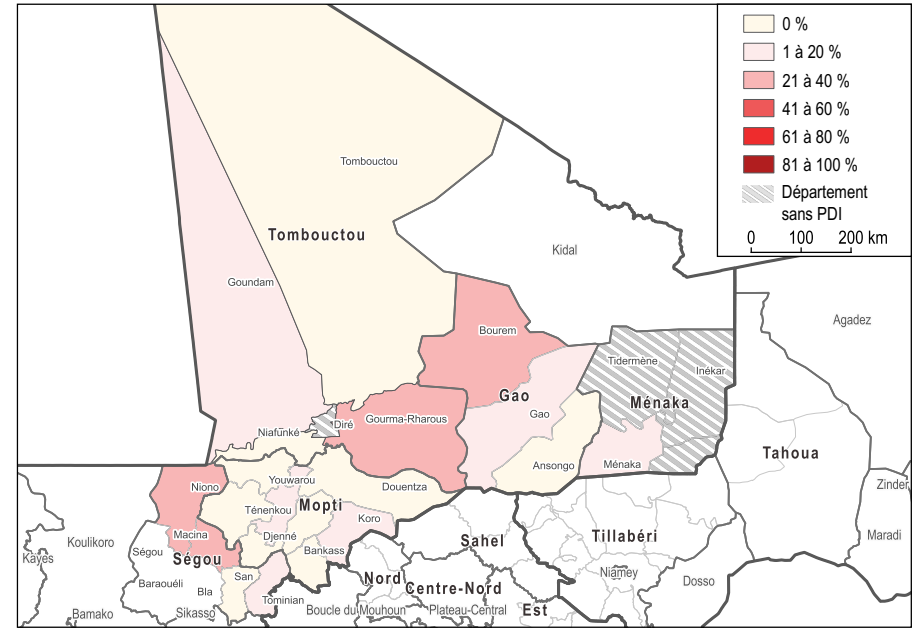 0 %
1 à 20 %
21 à 40 %
41 à 60 %
61 à 80 %
81 à 100 %
Département
sans PDI
0 100 200 km
Tombouctou
Tombouctou
Kidal
Goundam
Agadez
Bourem
Tidermène
Inékar
Gao
Ménaka
Gao
Gourma-Rharous
Diré
Niafunké
Tahoua
Ansongo
Ménaka
Youwarou
Douentza
Niono
Zinder
Mopti
Ténenkou
Koro
Macina
Djenné
Koulikoro
Sahel
Tillabéri
Maradi
Ségou
Bankass
Kayes
Ségou
San
Niamey
Nord
Baraouéli
Centre-Nord
Dosso
Bla
Tominian
Bamako
Sikasso
Boucle du Mouhoun
Plateau-Central
Est